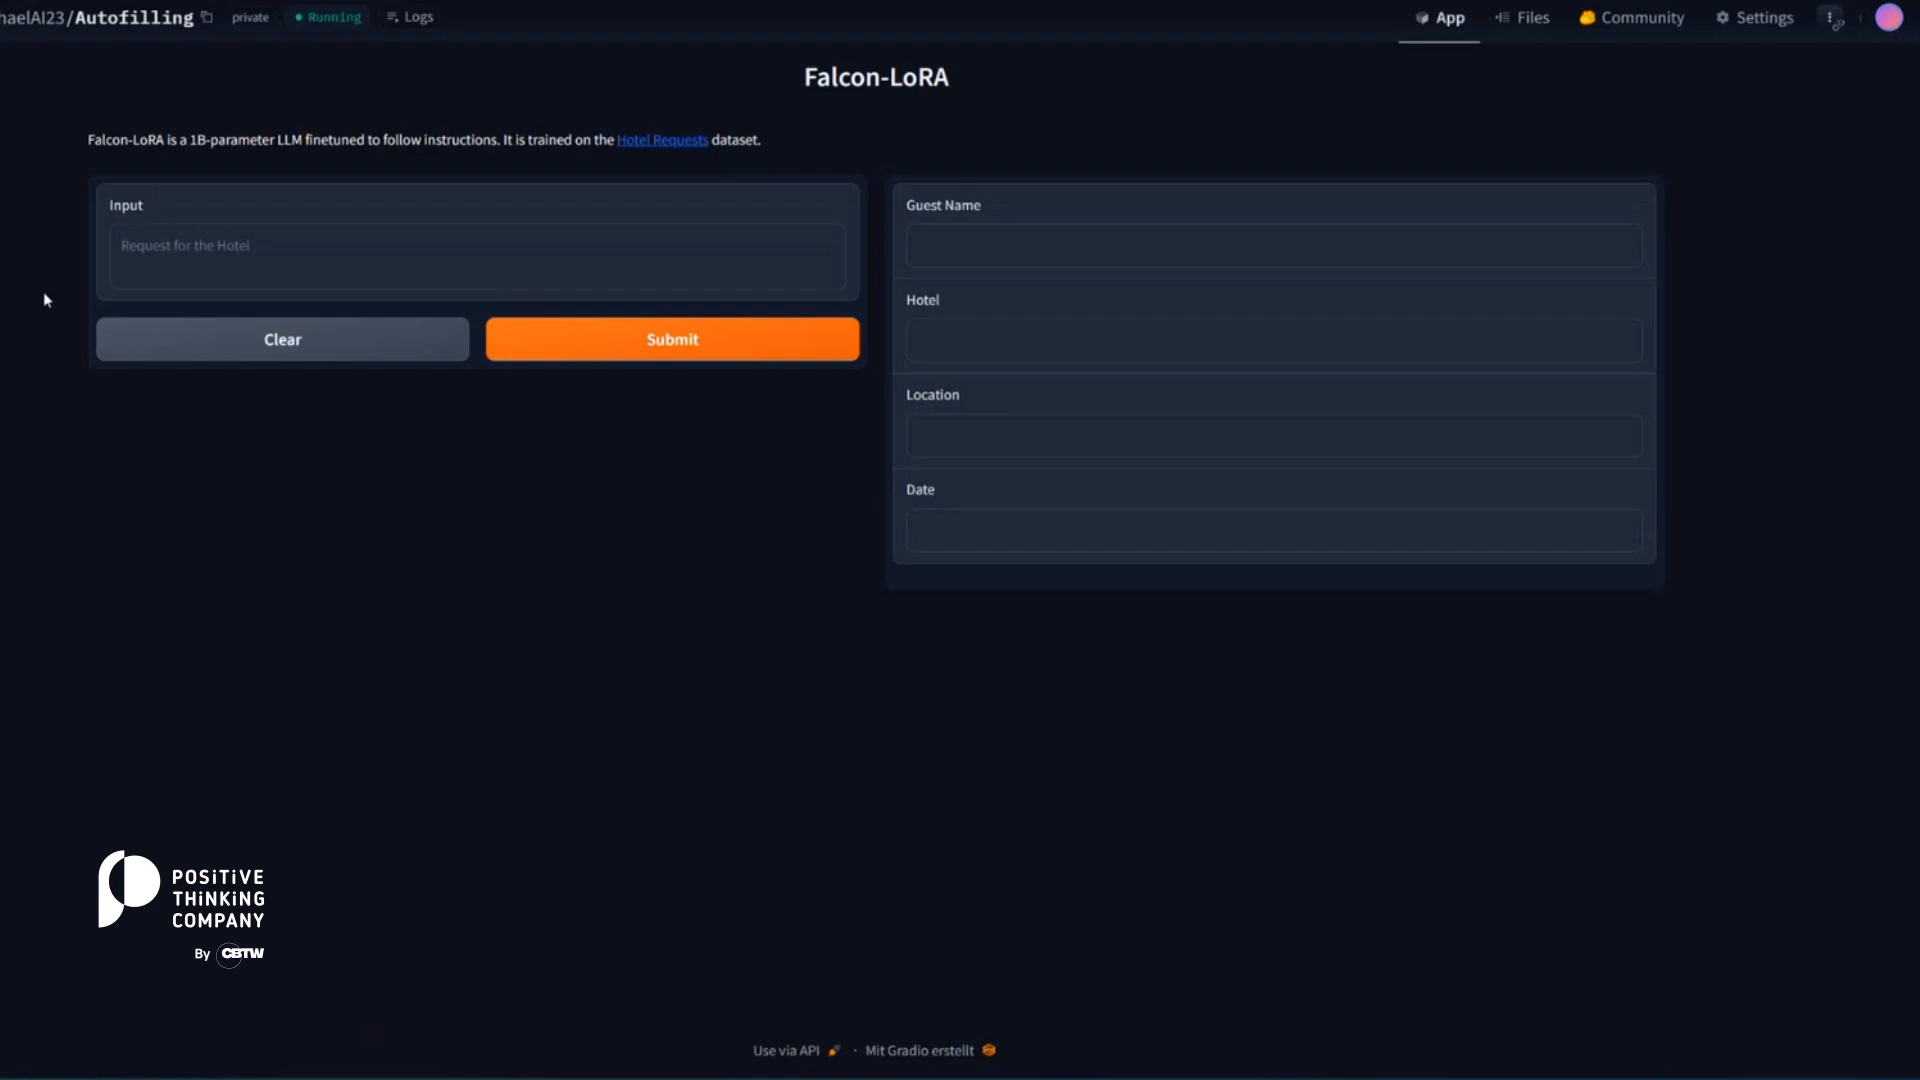 haelAI23/Autofilling private Running Logs App Files Community Settings
Falcon-LoRA
Falcon-LoRA is a 1B-parameter LLM finetuned to follow instructions. It is trained on the Hotel Requests dataset.
Input
Request for the Hotel
Clear Submit
Guest Name
Hotel
Location
Date
POSiTiVE
THiNKiNG
COMPANY
By CBTW
Use via API · Mit Gradio erstellt